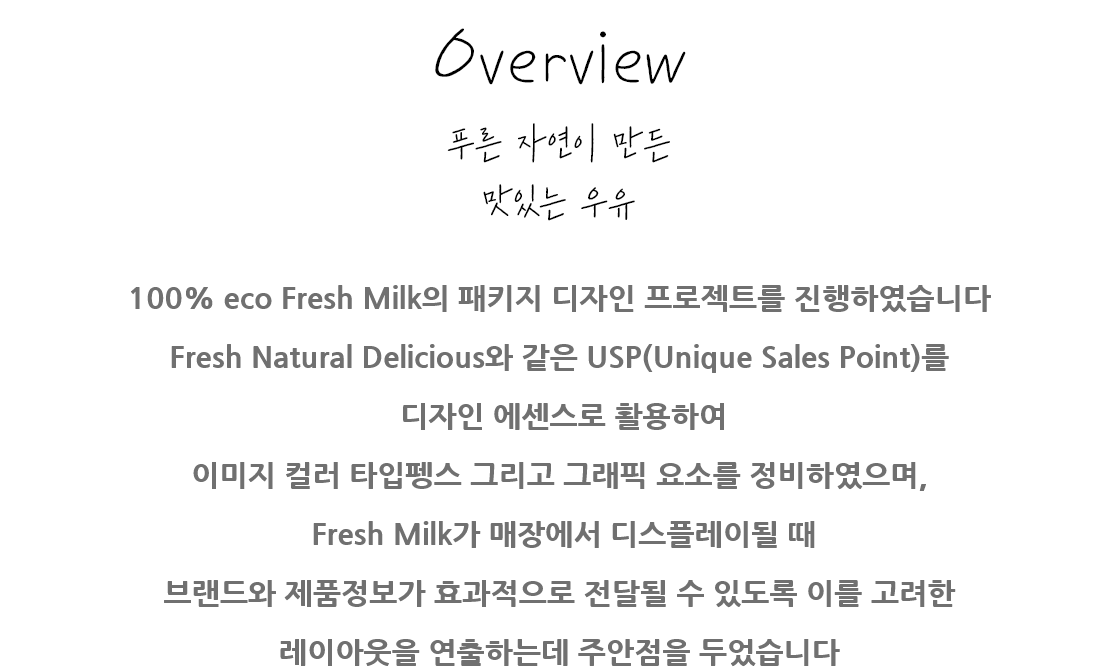 Overview
푸른 자연이 만든
맛있는 우유
100% eco Fresh Milk의 패키지 디자인 프로젝트를 진행하였습니다
Fresh Natural Delicious와 같은 USP(Unique Sales Point)를
디자인 에센스로 활용하여
이미지 컬러 타입펭스 그리고 그래픽 요소를 정비하였으며,
Fresh Milk가 매장에서 디스플레이될 때
브랜드와 제품정보가 효과적으로 전달될 수 있도록 이를 고려한
레이아웃을 연출하는데 주안점을 두었습니다